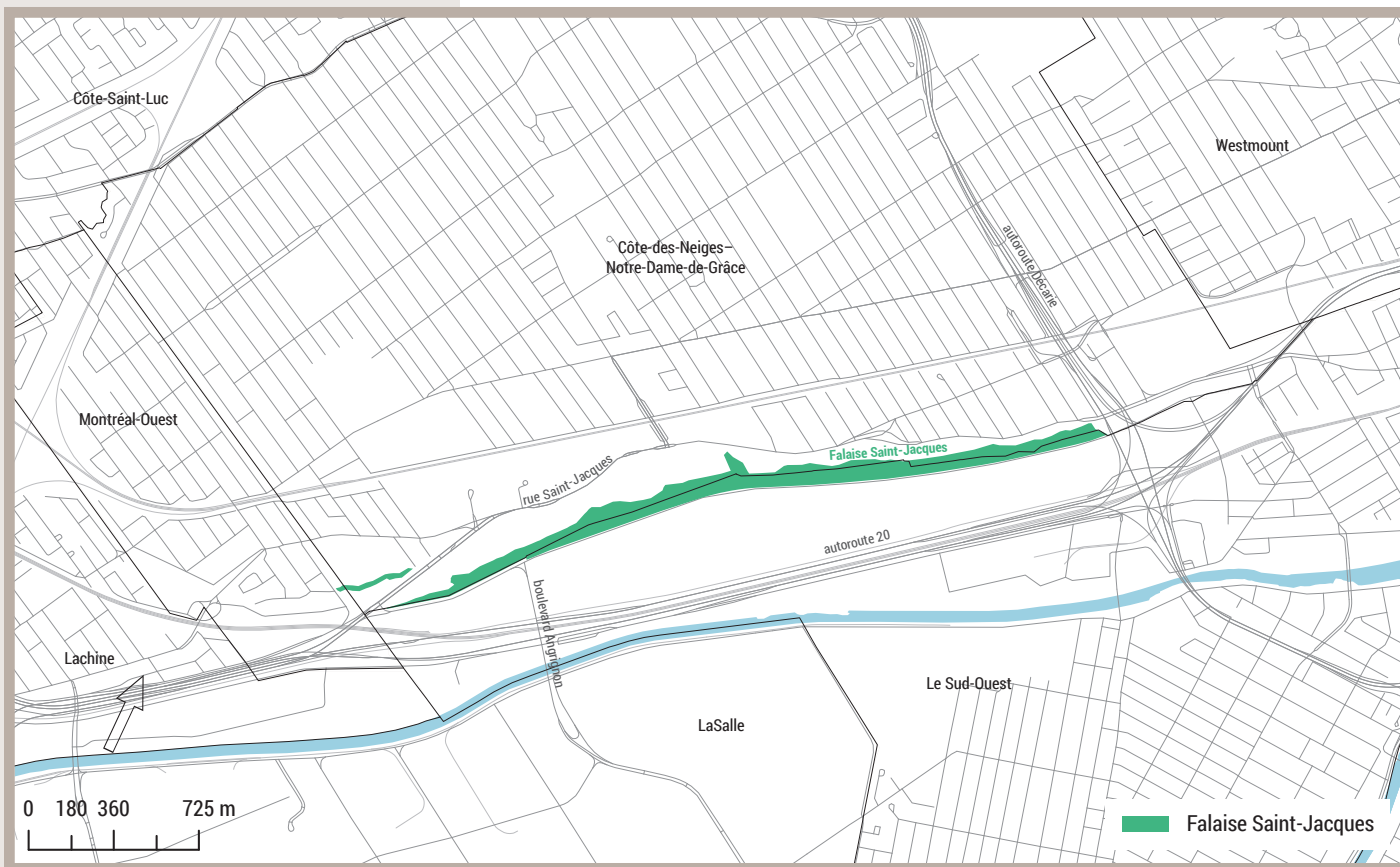 Côte-Saint-Luc
Westmount
Côte-des-Neiges–
Notre-Dame-de-Grâce
autoroute Décarie
Montréal-Ouest
Falaise Saint-Jacques
rue Saint-Jacques
autoroute 20
boulevard Angrignon
Lachine
Le Sud-Ouest
LaSalle
0 180 360 725 m
Falaise Saint-Jacques